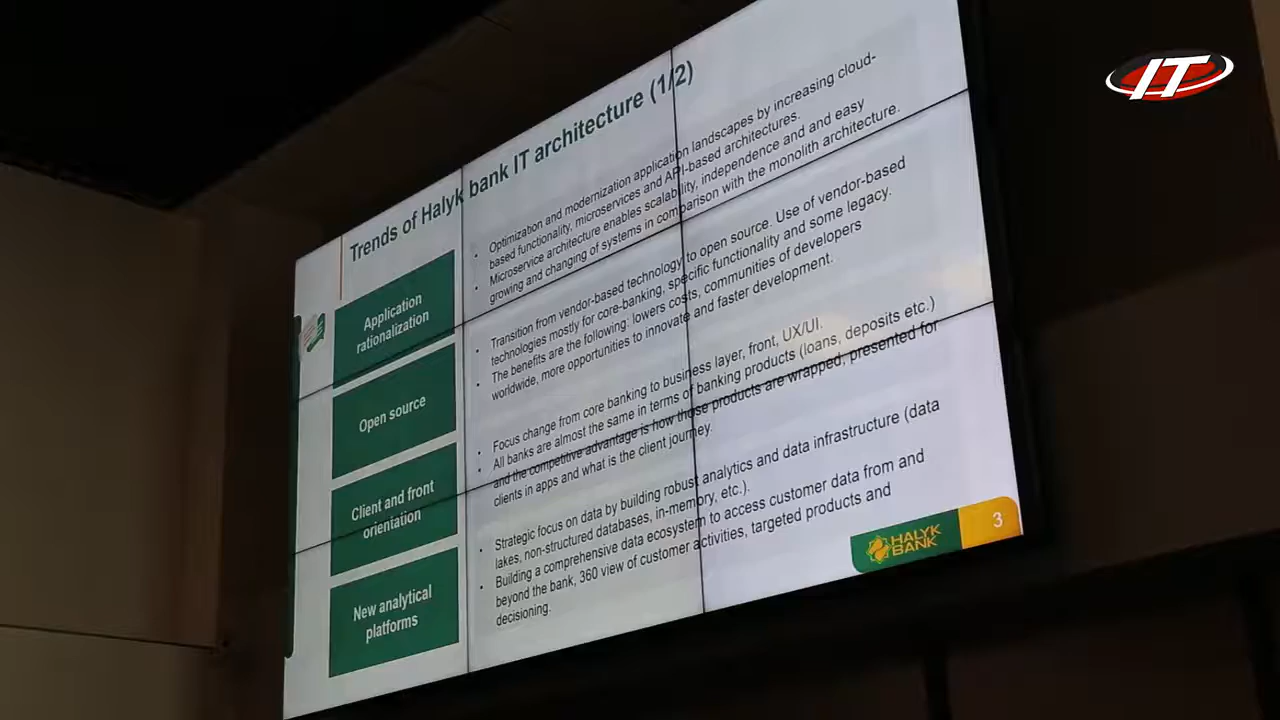 IT
Trends of Halyk bank IT architecture (1/2)
Application
rationalization
• Optimization and modernization application landscapes by increasing cloud-
based functionality, microservices and API-based architectures.
• Microservice architecture enables scalability, independence and and easy
growing and changing of systems in comparison with the monolith architecture.
Open source
• Transition from vendor-based technology to open source. Use of vendor-based
technologies mostly for core-banking, specific functionality and some legacy.
• The benefits are the following: lowers costs, communities of developers
worldwide, more opportunities to innovate and faster development.
Client and front
orientation
• Focus change from core banking to business layer, front, UX/UI.
• All banks are almost the same in terms of banking products (loans, deposits etc.)
and the competitive advantage is how those products are wrapped, presented for
clients in apps and what is the client journey.
New analytical
platforms
• Strategic focus on data by building robust analytics and data infrastructure (data
lakes, non-structured databases, in-memory, etc.).
• Building a comprehensive data ecosystem to access customer data from and
beyond the bank, 360 view of customer activities, targeted products and
decisioning.
HALYK
BANK
3